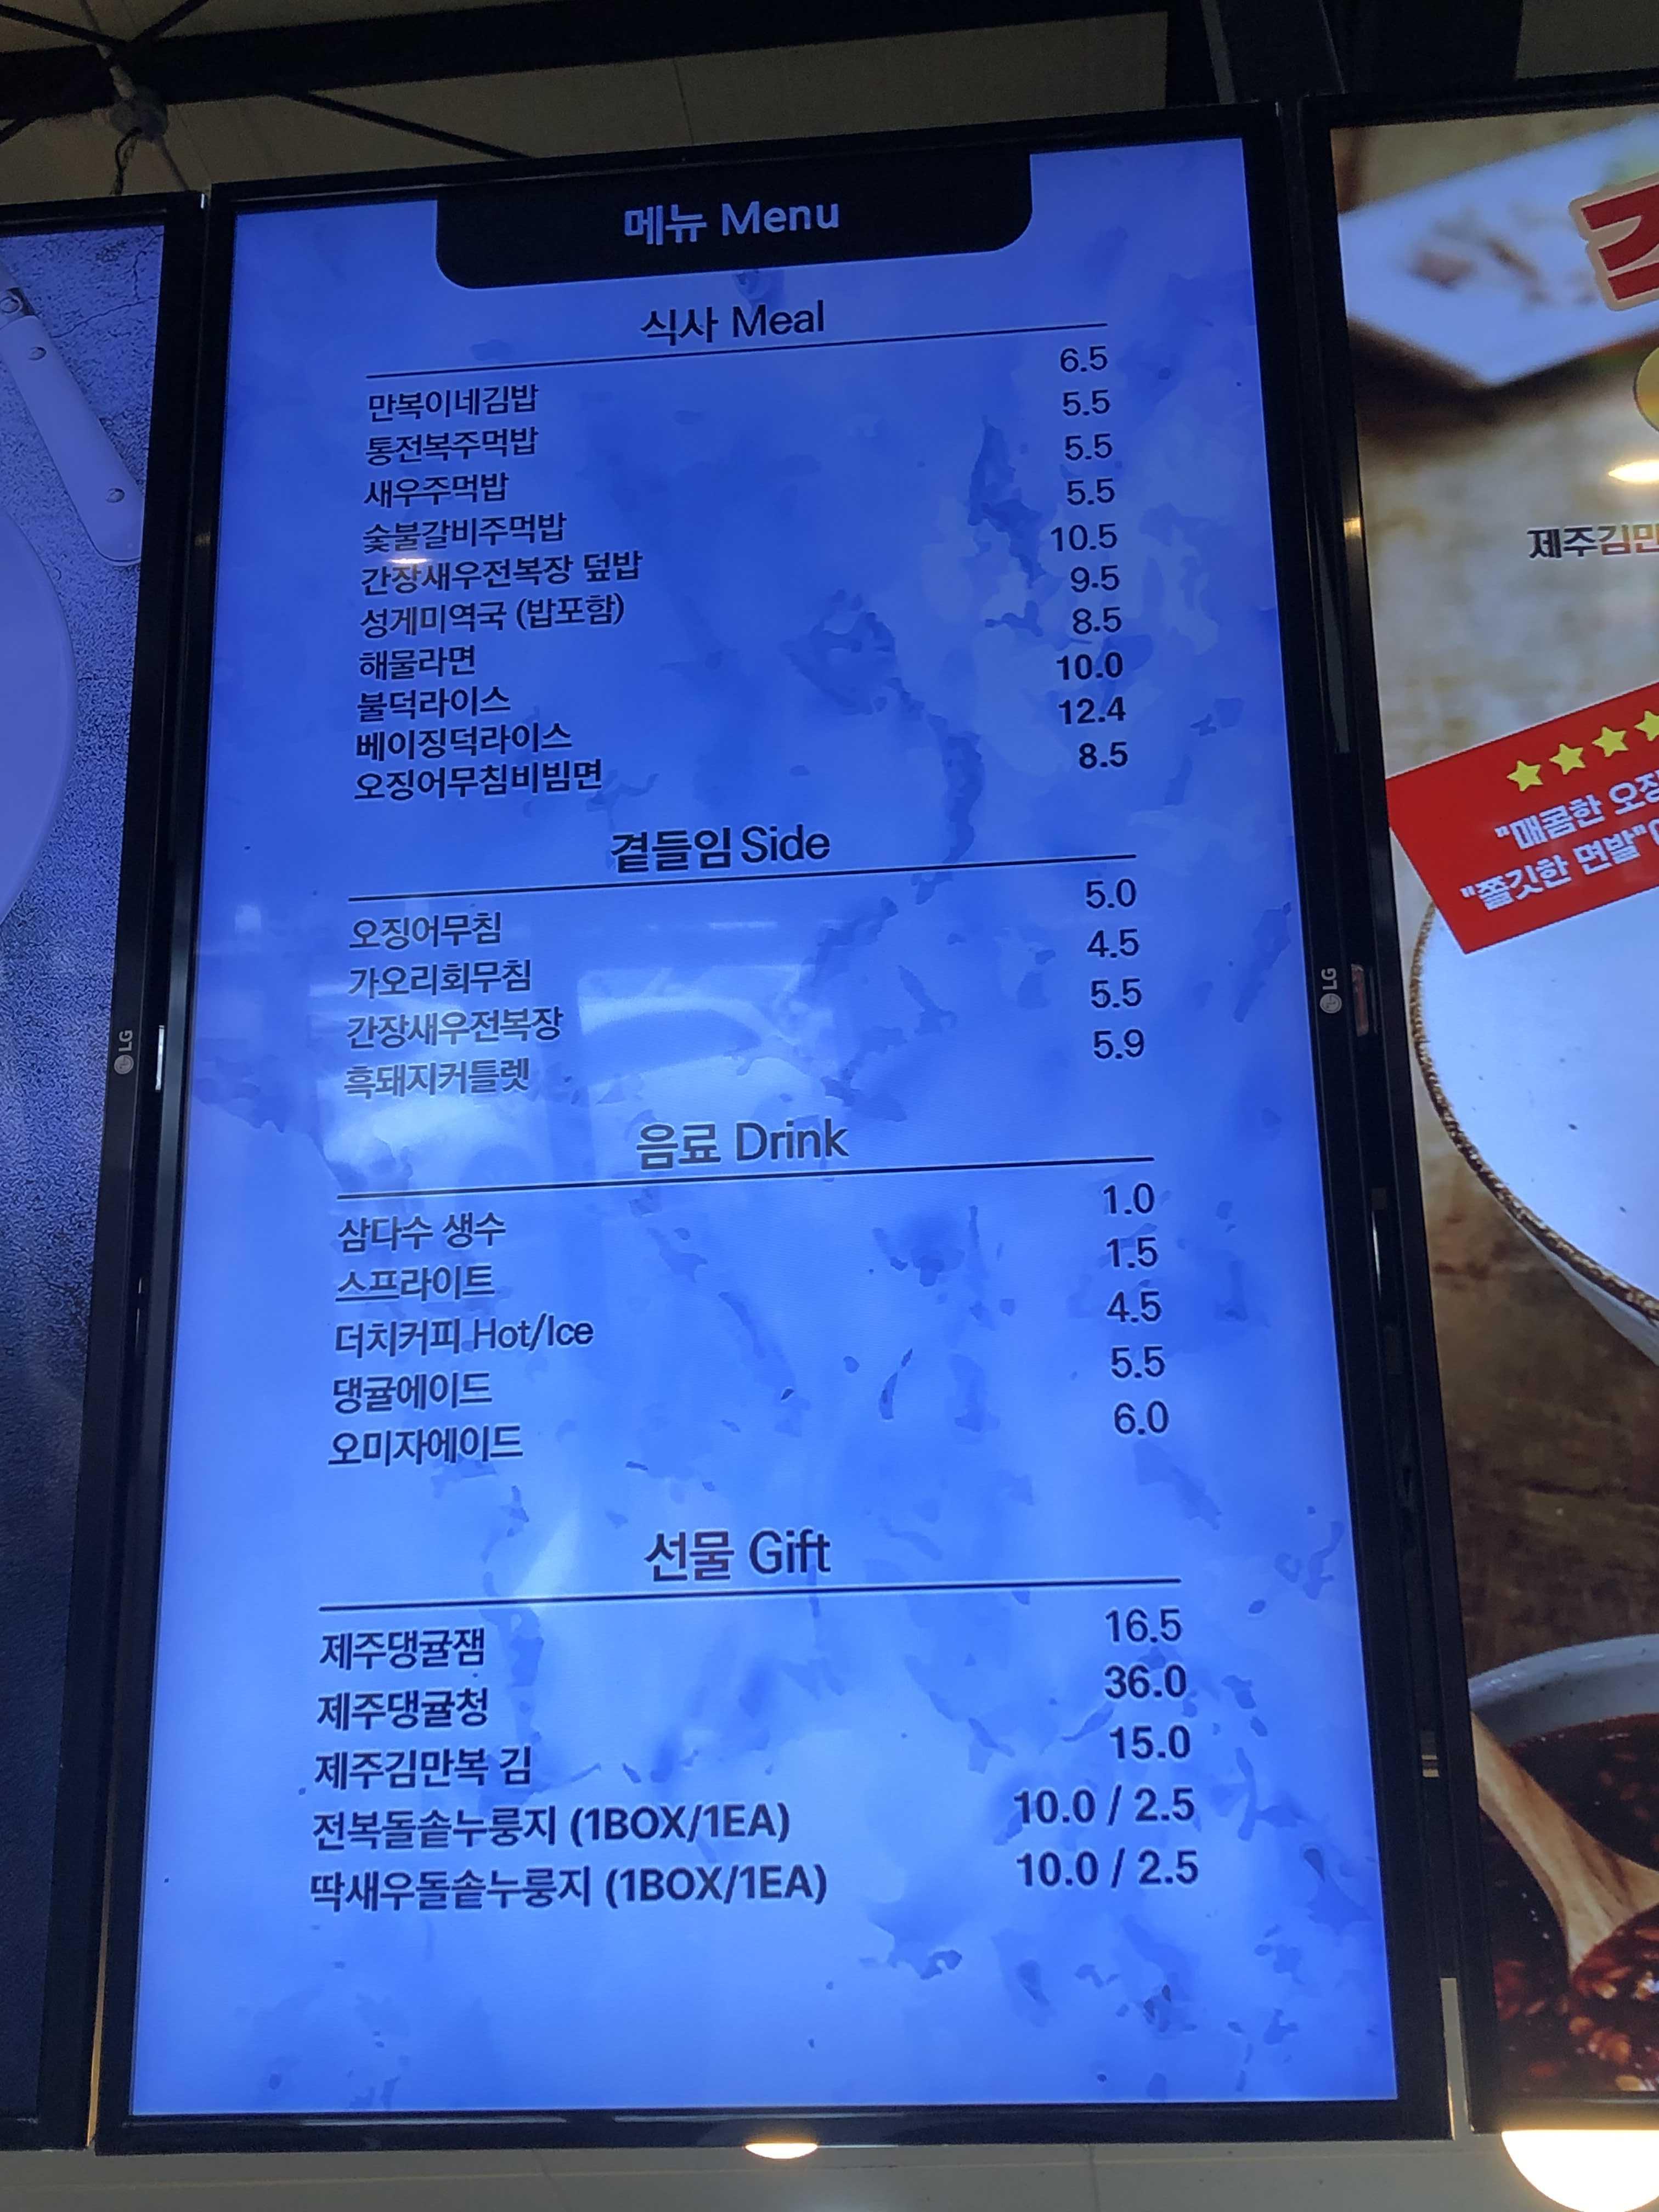 메뉴 Menu
식사 Meal
만복이네김밥 6.5
통전복주먹밥 5.5
새우주먹밥 5.5
숯불갈비주먹밥 5.5
간장새우전복장 덮밥 10.5
성게미역국 (밥포함) 9.5
해물라면 8.5
불덕라이스 10.0
베이징덕라이스 12.4
오징어무침비빔면 8.5
곁들임 Side
오징어무침 5.0
가오리회무침 4.5
간장새우전복장 5.5
흑돼지커틀렛 5.9
음료 Drink
삼다수 생수 1.0
스프라이트 1.5
더치커피 Hot/Ice 4.5
댕귤에이드 5.5
오미자에이드 6.0
선물 Gift
제주댕귤잼 16.5
제주댕귤청 36.0
제주김만복 김 15.0
전복돌솥누룽지 (1BOX/1EA) 10.0 / 2.5
딱새우돌솥누룽지 (1BOX/1EA) 10.0 / 2.5
LG
LG
제주김만
"매콤한 오징
"쫄깃한 면발"